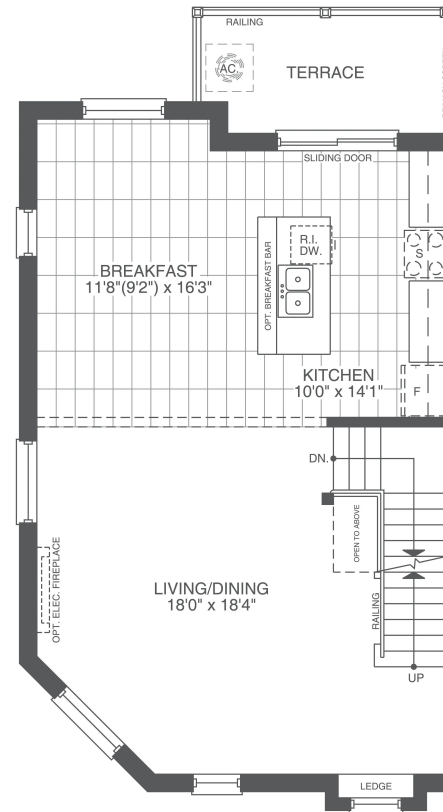 RAILING
AC.
TERRACE
SLIDING DOOR
R.I.
DW.
S
BREAKFAST
11'8"(9'2") x 16'3"
OPT. BREAKFAST BAR
KITCHEN
10'0" x 14'1"
F
DN.
OPEN TO ABOVE
OPT. ELEC. FIREPLACE
LIVING/DINING
18'0" x 18'4"
RAILING
UP
LEDGE